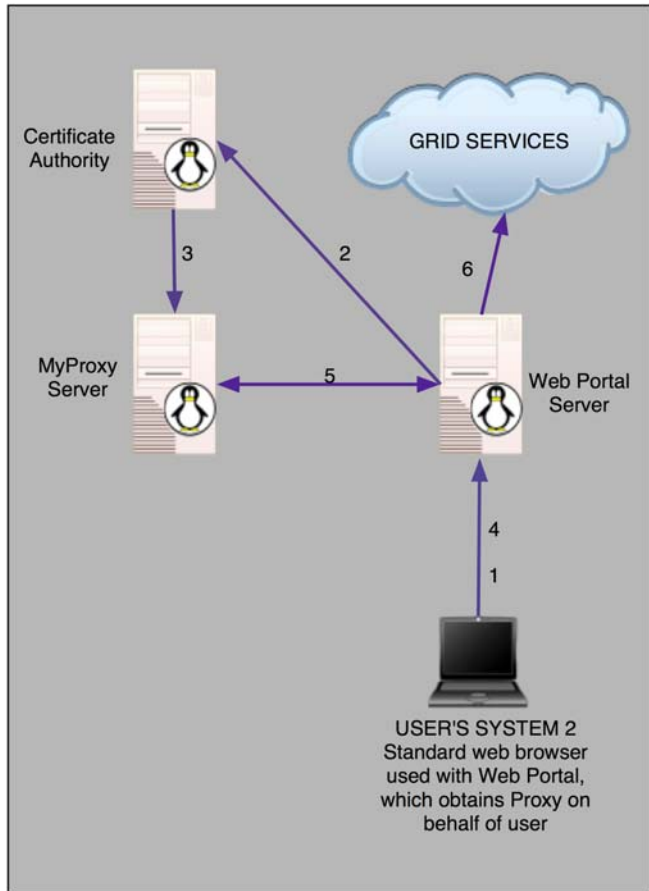 Certificate
Authority
GRID SERVICES
2
3
6
MyProxy
Server
5
Web Portal
Server
4
1
USER'S SYSTEM 2
Standard web browser
used with Web Portal,
which obtains Proxy on
behalf of user